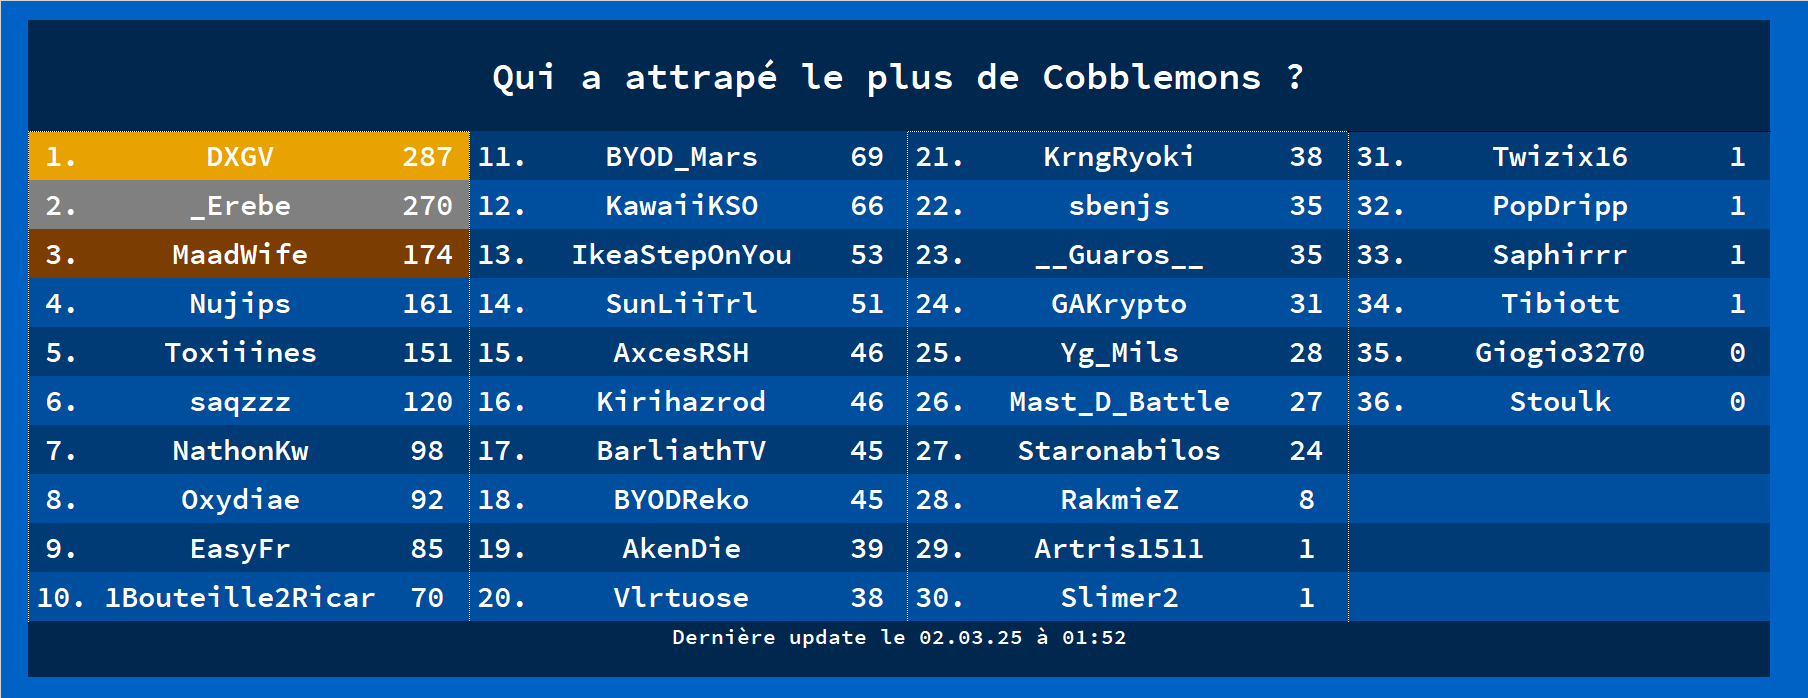 Qui a attrapé le plus de Cobblemons ?
1. DXGV 287
2. _Erebe 270
3. MaadWife 174
4. Nujips 161
5. Toxiiines 151
6. saqzzz 120
7. NathonKw 98
8. Oxydiae 92
9. EasyFr 85
10. 1Bouteille2Ricar 70
11. BYOD_Mars 69
12. KawaiiKSO 66
13. IkeaStepOnYou 53
14. SunLiiTrl 51
15. AxcesRSH 46
16. Kirihazrod 46
17. BarliathTV 45
18. BYODReko 45
19. AkenDie 39
20. Vlrtuose 38
21. KrngRyoki 38
22. sbenjs 35
23. __Guaros__ 35
24. GAKrypto 31
25. Yg_Mils 28
26. Mast_D_Battle 27
27. Staronabilos 24
28. RakmieZ 8
29. Artris1511 1
30. Slimer2 1
31. Twizix16 1
32. PopDripp 1
33. Saphirrr 1
34. Tibiott 1
35. Giogio3270 0
36. Stoulk 0
Dernière update le 02.03.25 à 01:52